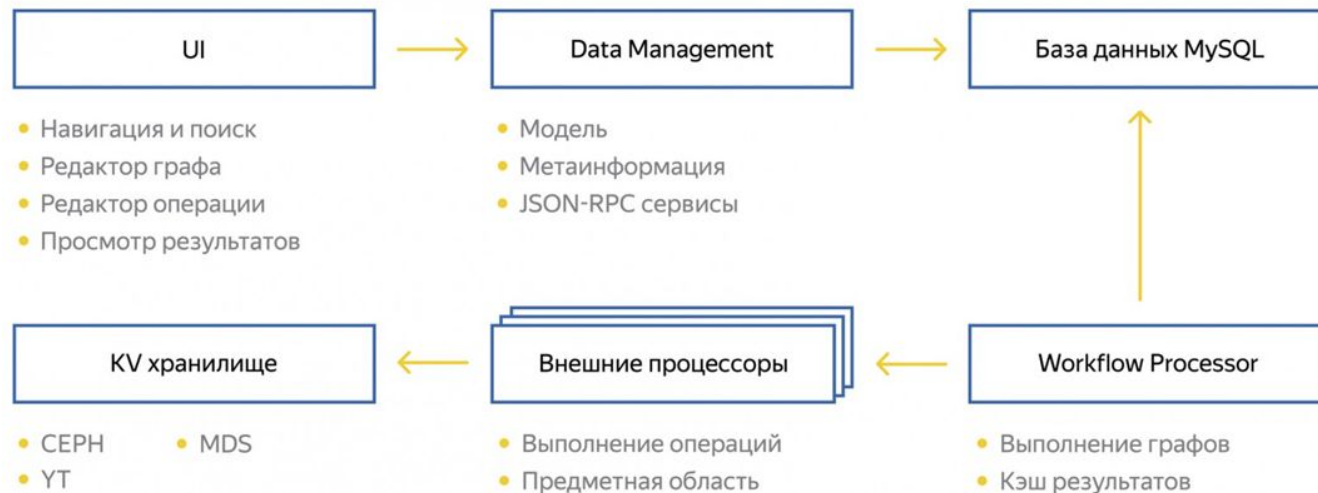 UI
Data Management
База данных MySQL
• Навигация и поиск
• Редактор графа
• Редактор операции
• Просмотр результатов
• Модель
• Метаинформация
• JSON-RPC сервисы
KV хранилище
Внешние процессоры
Workflow Processor
• CEPH
• MDS
• YT
• Выполнение операций
• Предметная область
• Выполнение графов
• Кэш результатов